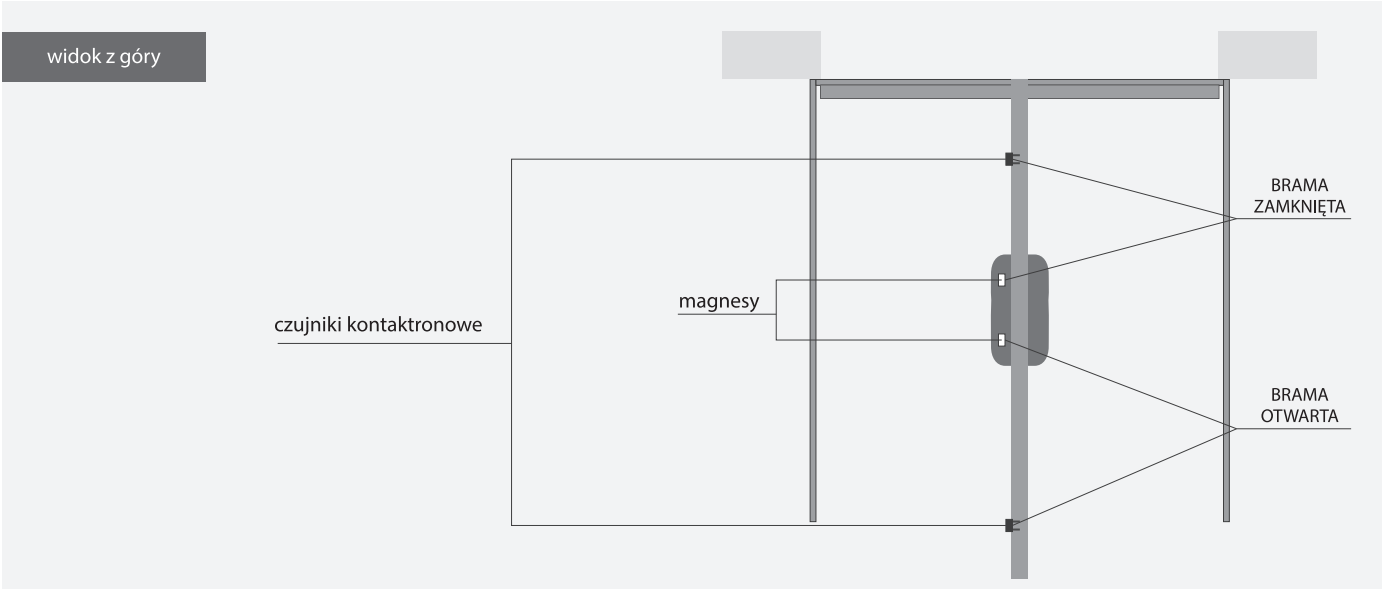 widok z góry
BRAMA
ZAMKNIĘTA
magnesy
czujniki kontaktronowe
BRAMA
OTWARTA